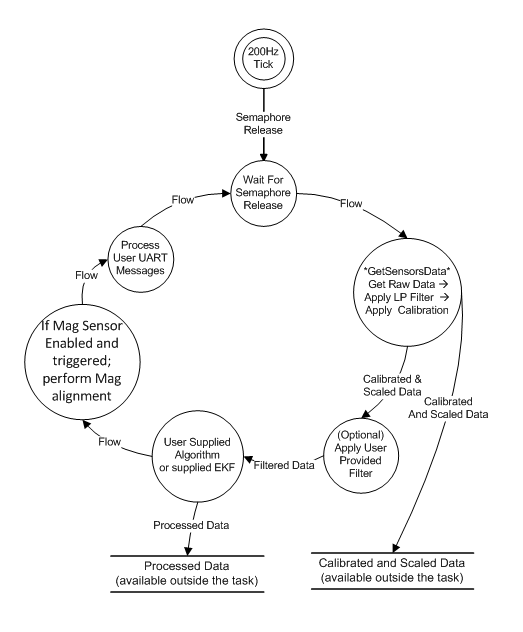 200Hz
Tick
Semaphore
Release
Wait For
Semaphore
Release
Flow
*GetSensorsData*
Get Raw Data →
Apply LP Filter →
Apply Calibration
Calibrated &
Scaled Data
Calibrated
And Scaled Data
(Optional)
Apply User
Provided
Filter
Filtered Data
User Supplied
Algorithm
or supplied EKF
Flow
If Mag Sensor
Enabled and
triggered;
perform Mag
alignment
Flow
Process
User UART
Messages
Flow
Processed Data
Processed Data
(available outside the task)
Calibrated and Scaled Data
(available outside the task)